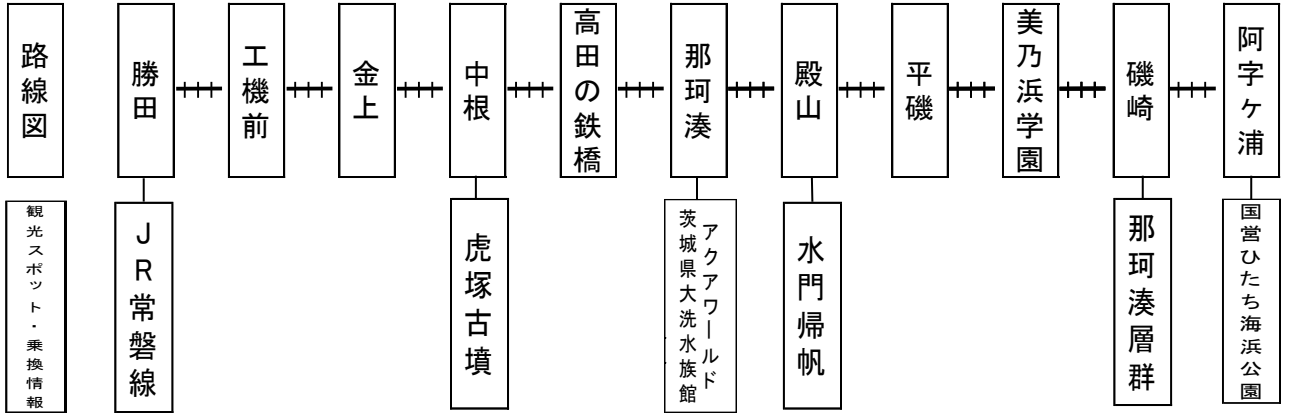 路線図
勝田
工機前
金上
中根
高田の鉄橋
那珂湊
殿山
平磯
美乃浜学園
磯崎
阿字ヶ浦
観光スポット・乗換情報
JR常磐線
虎塚古墳
アクアワールド
茨城県大洗水族館
水門帰帆
那珂湊層群
国営ひたち海浜公園